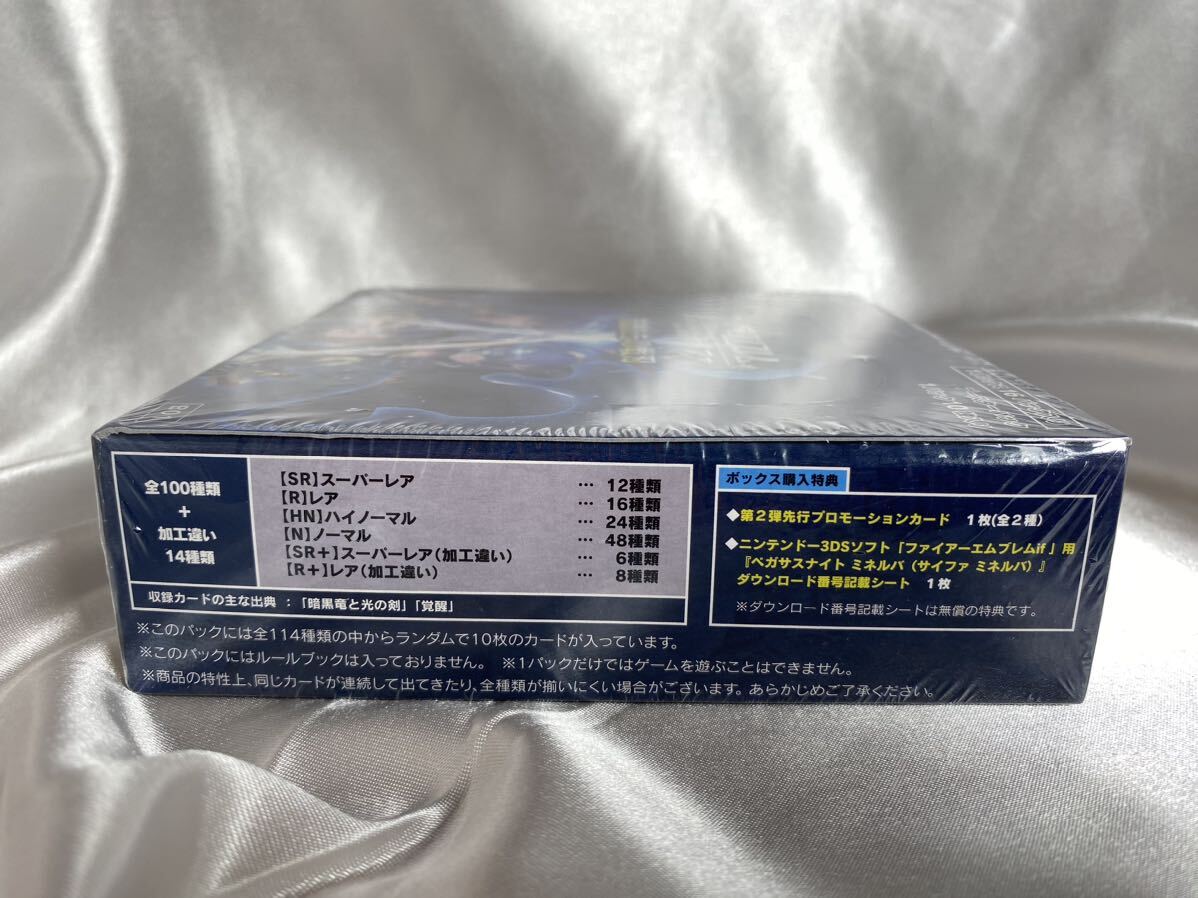 BOX
全100種類
+
加工違い
14種類
【SR】スーパーレア … 12種類
【R】レア … 16種類
【HN】ハイノーマル … 24種類
【N】ノーマル … 48種類
【SR+】スーパーレア(加工違い) … 6種類
【R+】レア(加工違い) … 8種類
収録カードの主な出典 : 「暗黒竜と光の剣」「覚醒」
※このパックには全114種類の中からランダムで10枚のカードが入っています。
※このパックにはルールブックは入っておりません。 ※1パックだけではゲームを遊ぶことはできません。
※商品の特性上、同じカードが連続して出てきたり、全種類が揃いにくい場合がございます。あらかじめご了承ください。
ボックス購入特典
◆第2弾先行プロモーションカード 1枚(全2種)
◆ニンテンドー3DSソフト「ファイアーエムブレムif」用
『ペガサスナイト ミネルバ(サイファ ミネルバ)』
ダウンロード番号記載シート 1枚
※ダウンロード番号記載シートは無償の特典です。